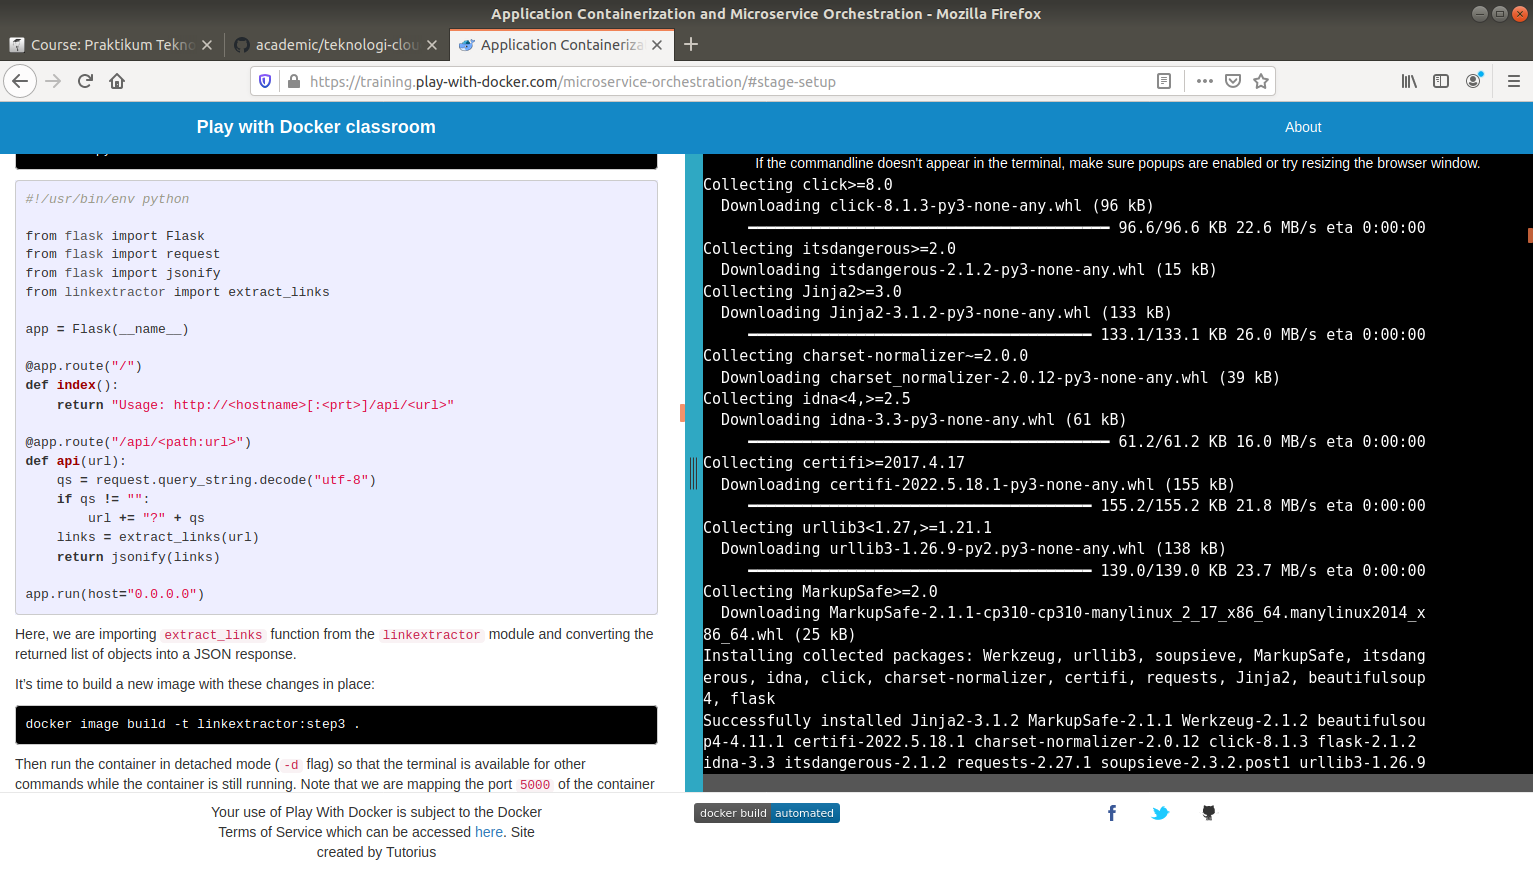 Application Containerization and Microservice Orchestration - Mozilla Firefox
Course: Praktikum Tekno
academic/teknologi-clou
Application Containeriza
https://training.play-with-docker.com/microservice-orchestration/#stage-setup
Play with Docker classroom
About
#!/usr/bin/env python
from flask import Flask
from flask import request
from flask import jsonify
from linkextractor import extract_links
app = Flask(__name__)
@app.route("/")
def index():
    return "Usage: http://<hostname>[:<prt>]/api/<url>"
@app.route("/api/<path:url>")
def api(url):
    qs = request.query_string.decode("utf-8")
    if qs != "":
        url += "?" + qs
    links = extract_links(url)
    return jsonify(links)
app.run(host="0.0.0.0")
Here, we are importing extract_links function from the linkextractor module and converting the
returned list of objects into a JSON response.
It's time to build a new image with these changes in place:
docker image build -t linkextractor:step3 .
Then run the container in detached mode ( -d flag) so that the terminal is available for other
commands while the container is still running. Note that we are mapping the port 5000 of the container
If the commandline doesn't appear in the terminal, make sure popups are enabled or try resizing the browser window.
Collecting click>=8.0
  Downloading click-8.1.3-py3-none-any.whl (96 kB)
96.6/96.6 KB 22.6 MB/s eta 0:00:00
Collecting itsdangerous>=2.0
  Downloading itsdangerous-2.1.2-py3-none-any.whl (15 kB)
Collecting Jinja2>=3.0
  Downloading Jinja2-3.1.2-py3-none-any.whl (133 kB)
133.1/133.1 KB 26.0 MB/s eta 0:00:00
Collecting charset-normalizer~=2.0.0
  Downloading charset_normalizer-2.0.12-py3-none-any.whl (39 kB)
Collecting idna<4,>=2.5
  Downloading idna-3.3-py3-none-any.whl (61 kB)
61.2/61.2 KB 16.0 MB/s eta 0:00:00
Collecting certifi>=2017.4.17
  Downloading certifi-2022.5.18.1-py3-none-any.whl (155 kB)
155.2/155.2 KB 21.8 MB/s eta 0:00:00
Collecting urllib3<1.27,>=1.21.1
  Downloading urllib3-1.26.9-py2.py3-none-any.whl (138 kB)
139.0/139.0 KB 23.7 MB/s eta 0:00:00
Collecting MarkupSafe>=2.0
  Downloading MarkupSafe-2.1.1-cp310-cp310-manylinux_2_17_x86_64.manylinux2014_x
86_64.whl (25 kB)
Installing collected packages: Werkzeug, urllib3, soupsieve, MarkupSafe, itsdang
erous, idna, click, charset-normalizer, certifi, requests, Jinja2, beautifulsoup
4, flask
Successfully installed Jinja2-3.1.2 MarkupSafe-2.1.1 Werkzeug-2.1.2 beautifulsou
p4-4.11.1 certifi-2022.5.18.1 charset-normalizer-2.0.12 click-8.1.3 flask-2.1.2
idna-3.3 itsdangerous-2.1.2 requests-2.27.1 soupsieve-2.3.2.post1 urllib3-1.26.9
Your use of Play With Docker is subject to the Docker
Terms of Service which can be accessed here. Site
created by Tutorius
docker build automated